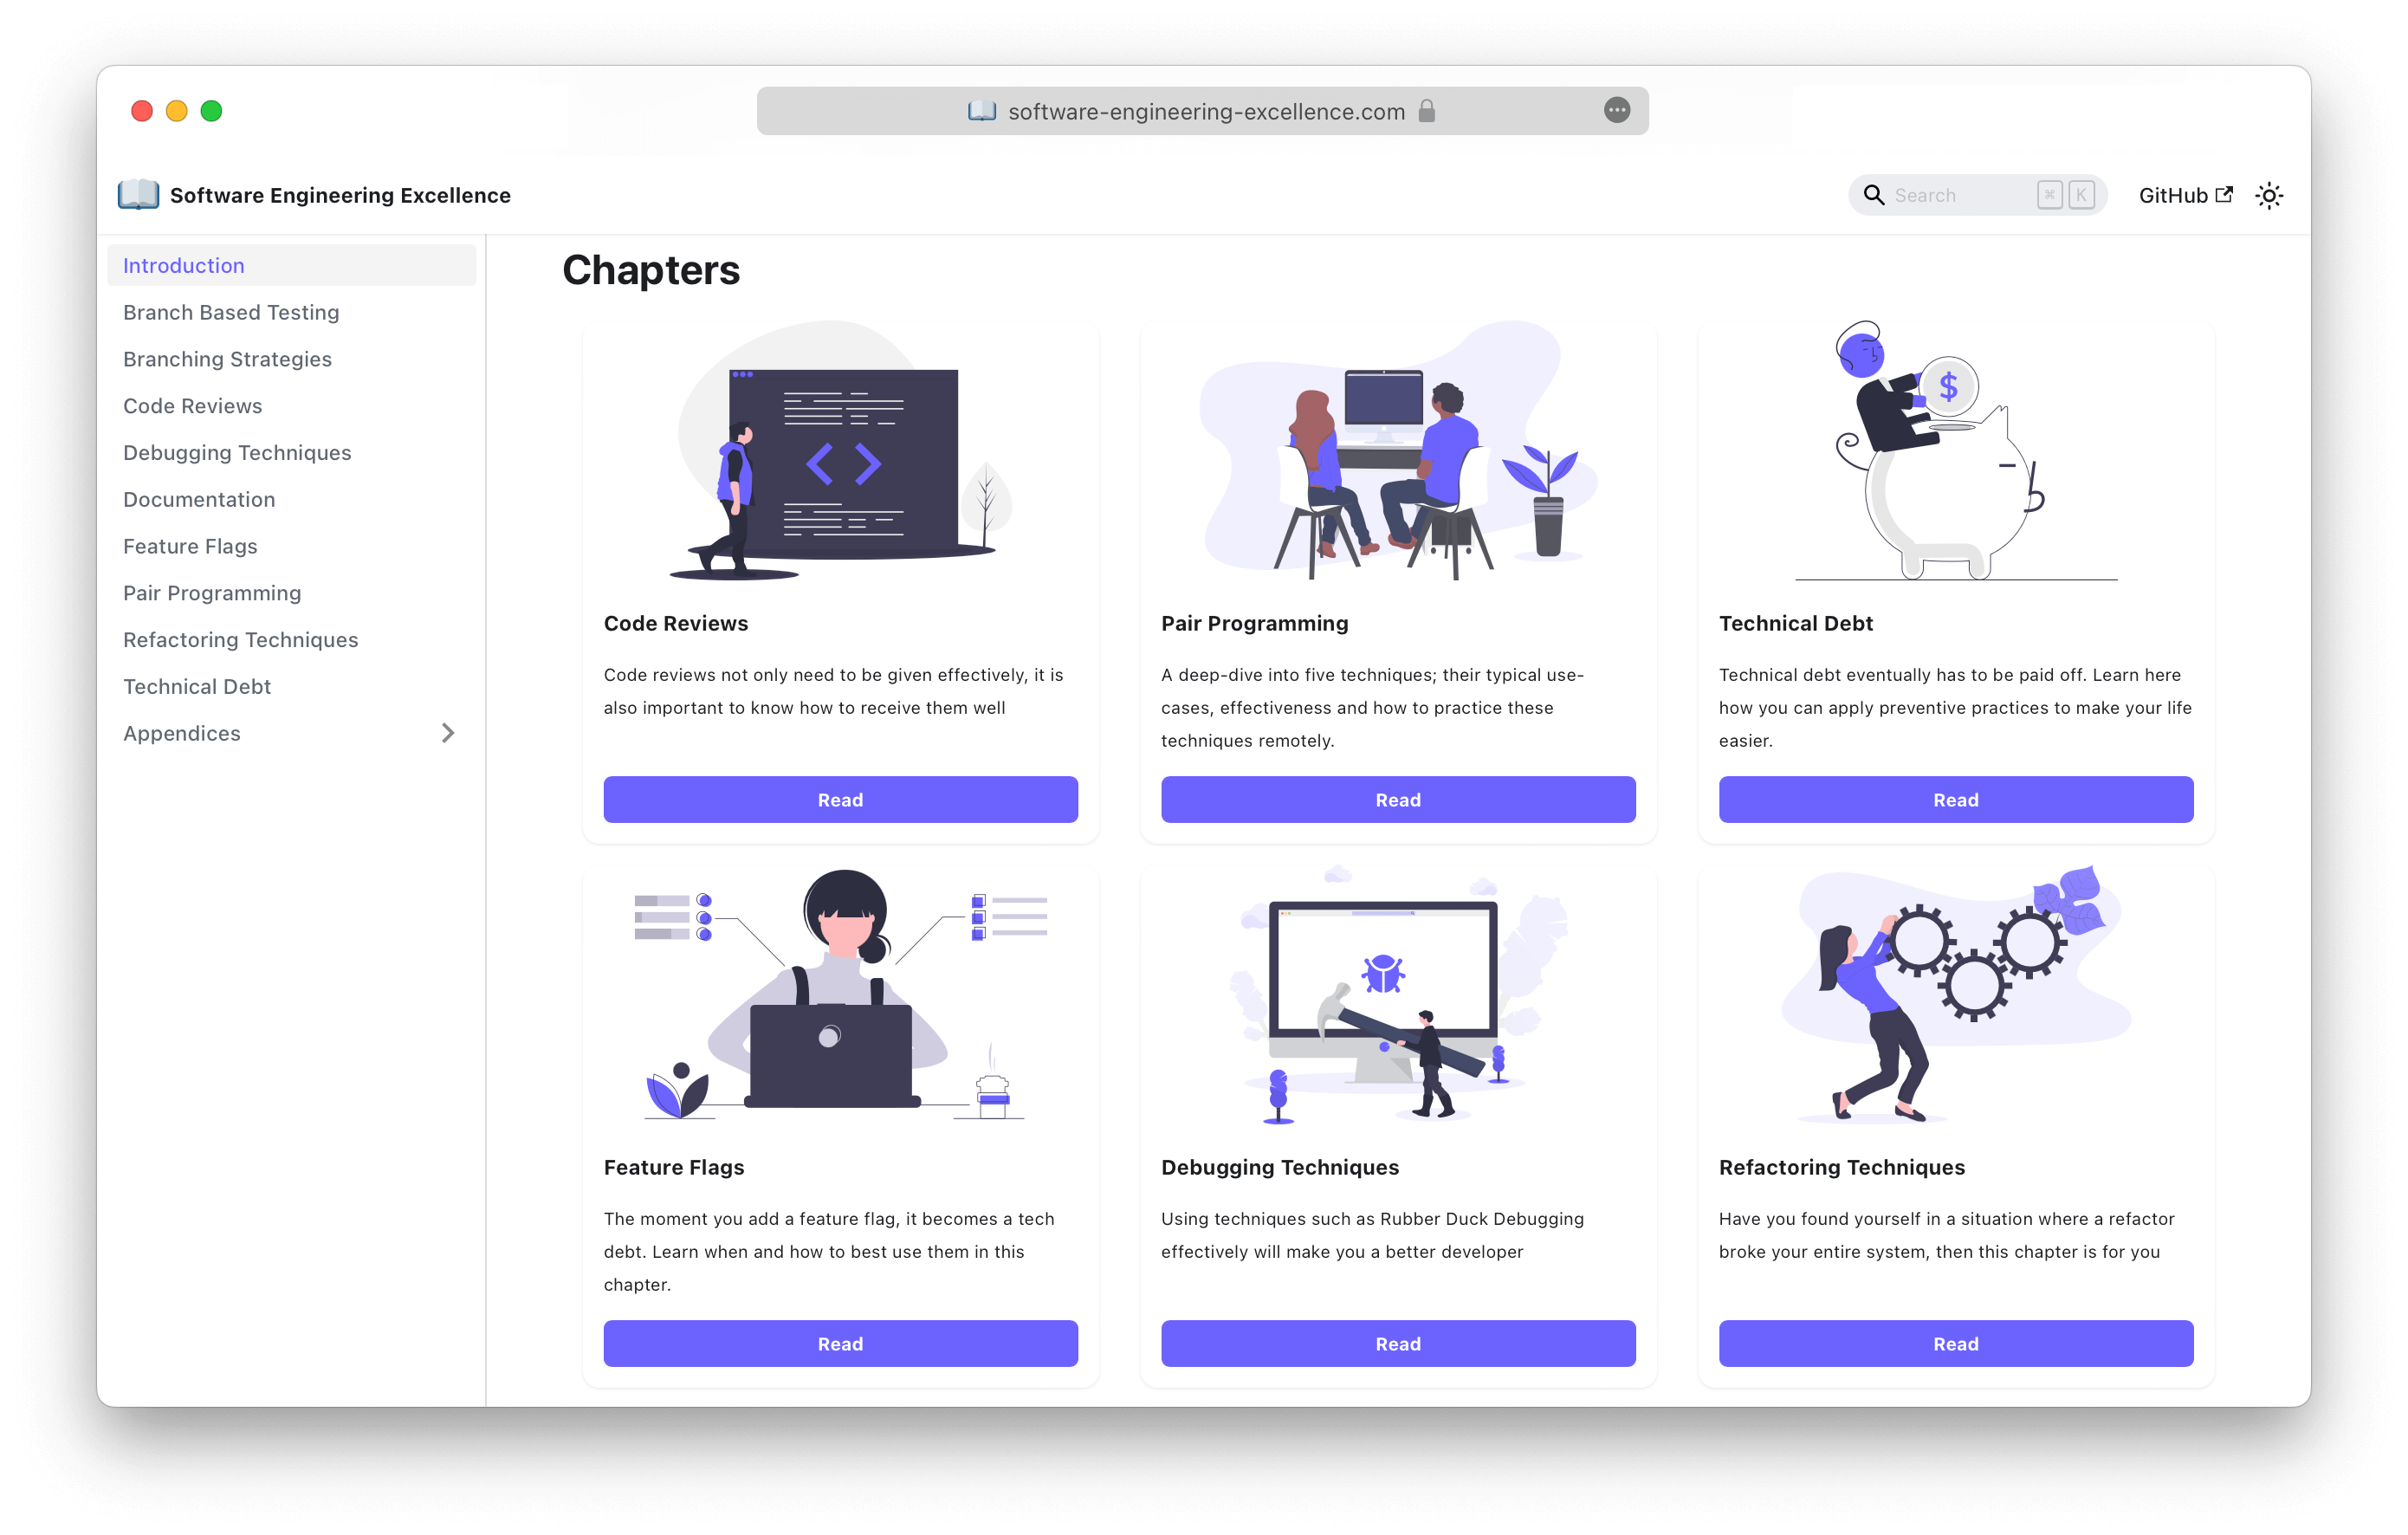 software-engineering-excellence.com
Software Engineering Excellence
Search
⌘ K
GitHub
Introduction
Branch Based Testing
Branching Strategies
Code Reviews
Debugging Techniques
Documentation
Feature Flags
Pair Programming
Refactoring Techniques
Technical Debt
Appendices
Chapters
$
Code Reviews
Code reviews not only need to be given effectively, it is
also important to know how to receive them well
Read
Pair Programming
A deep-dive into five techniques; their typical use-
cases, effectiveness and how to practice these
techniques remotely.
Read
Technical Debt
Technical debt eventually has to be paid off. Learn here
how you can apply preventive practices to make your life
easier.
Read
Feature Flags
The moment you add a feature flag, it becomes a tech
debt. Learn when and how to best use them in this
chapter.
Read
Debugging Techniques
Using techniques such as Rubber Duck Debugging
effectively will make you a better developer
Read
Refactoring Techniques
Have you found yourself in a situation where a refactor
broke your entire system, then this chapter is for you
Read